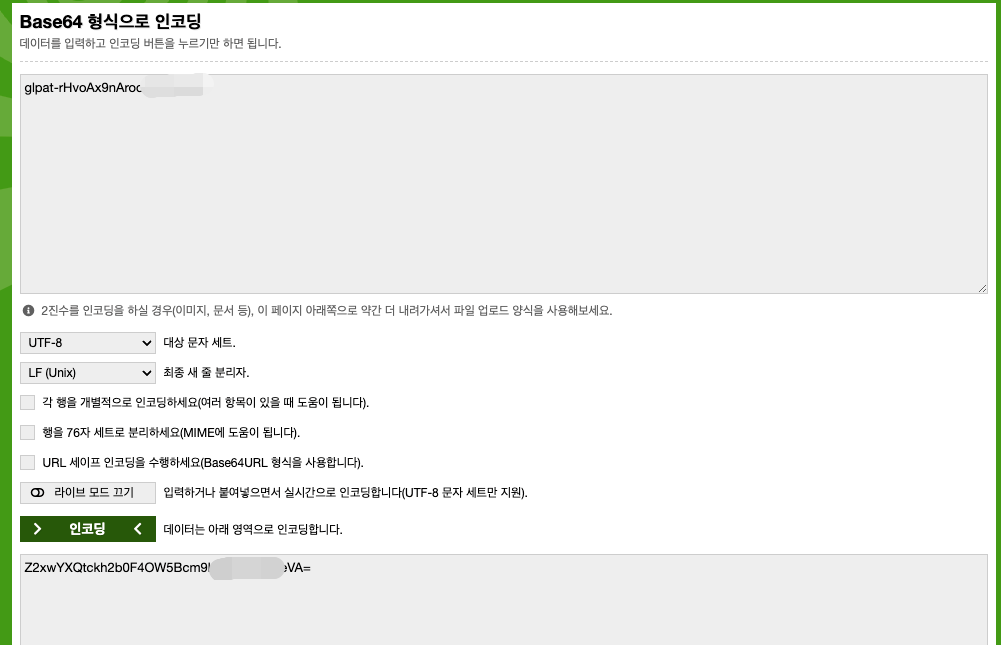 Base64 형식으로 인코딩
데이터를 입력하고 인코딩 버튼을 누르기만 하면 됩니다.
glpat-rHvoAx9nAroc
2진수를 인코딩을 하실 경우(이미지, 문서 등), 이 페이지 아래쪽으로 약간 더 내려가셔서 파일 업로드 양식을 사용해보세요.
UTF-8 대상 문자 세트.
LF (Unix) 최종 새 줄 분리자.
각 행을 개별적으로 인코딩하세요(여러 항목이 있을 때 도움이 됩니다).
행을 76자 세트로 분리하세요(MIME에 도움이 됩니다).
URL 세이프 인코딩을 수행하세요(Base64URL 형식을 사용합니다).
라이브 모드 끄기 입력하거나 붙여넣으면서 실시간으로 인코딩합니다(UTF-8 문자 세트만 지원).
인코딩 데이터는 아래 영역으로 인코딩합니다.
Z2xwYXQtckh2b0F4OW5Bcm9 eVA=